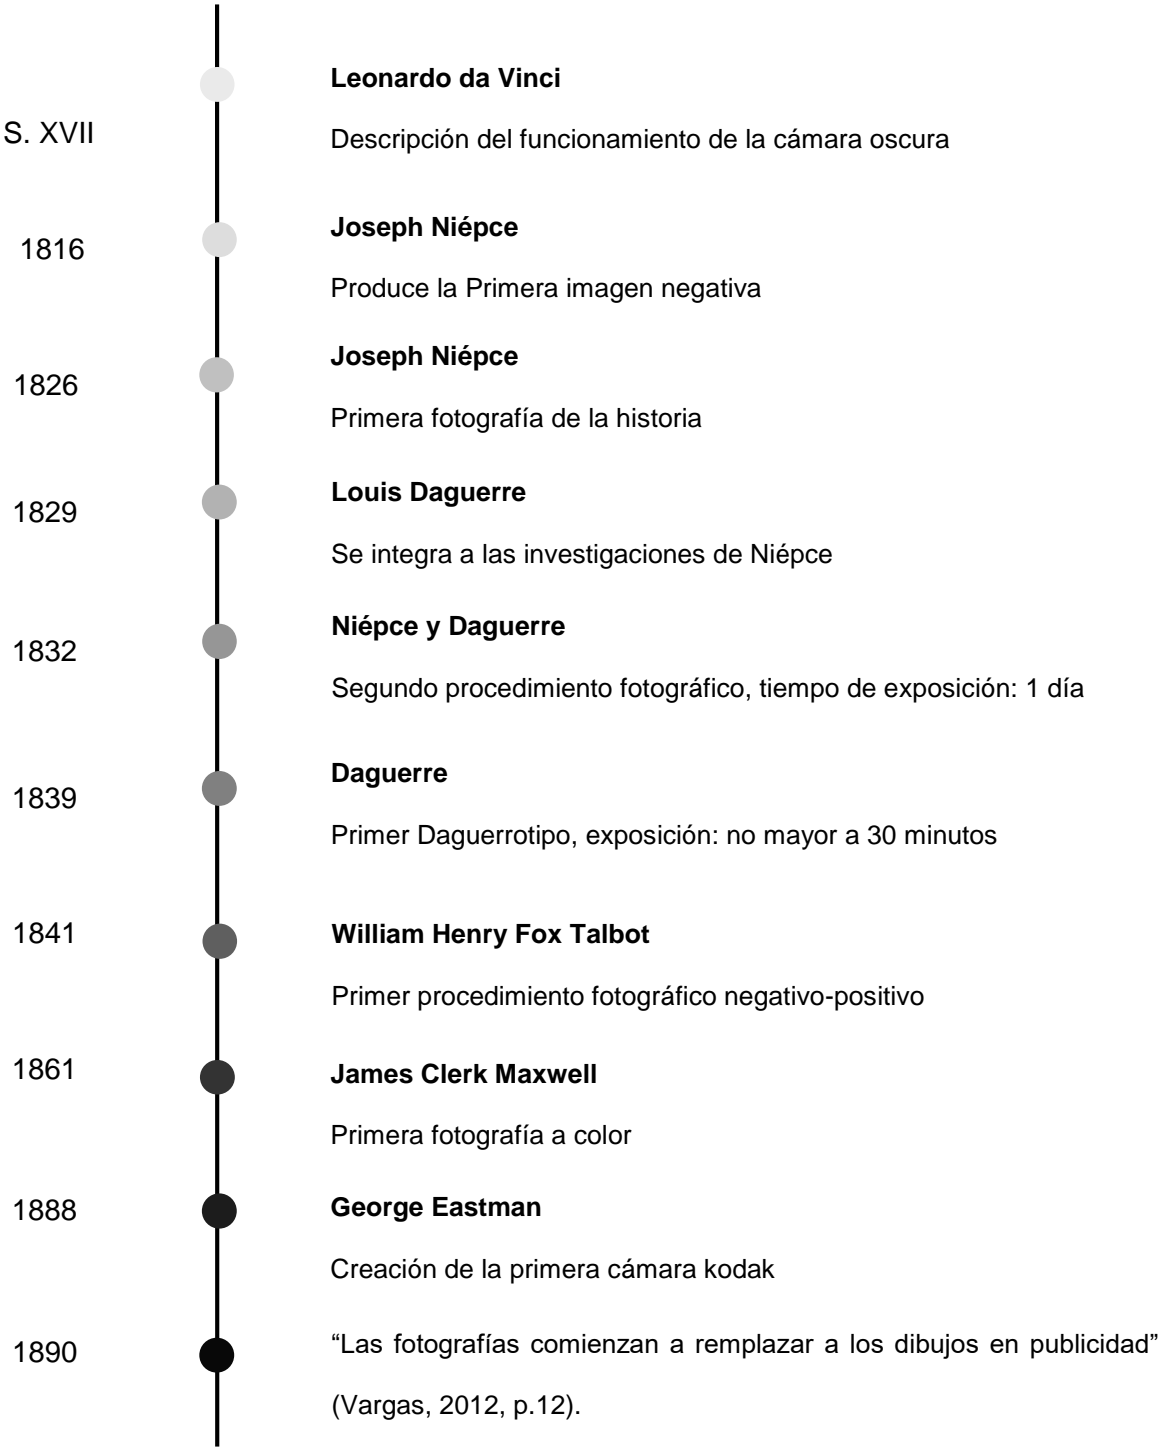 Leonardo da Vinci
S. XVII
Descripción del funcionamiento de la cámara oscura
Joseph Niépce
1816
Produce la Primera imagen negativa
Joseph Niépce
1826
Primera fotografía de la historia
Louis Daguerre
1829
Se integra a las investigaciones de Niépce
Niépce y Daguerre
1832
Segundo procedimiento fotográfico, tiempo de exposición: 1 día
Daguerre
1839
Primer Daguerrotipo, exposición: no mayor a 30 minutos
1841
William Henry Fox Talbot
Primer procedimiento fotográfico negativo-positivo
1861
James Clerk Maxwell
Primera fotografía a color
1888
George Eastman
Creación de la primera cámara kodak
1890
“Las fotografías comienzan a remplazar a los dibujos en publicidad”
(Vargas, 2012, p.12).